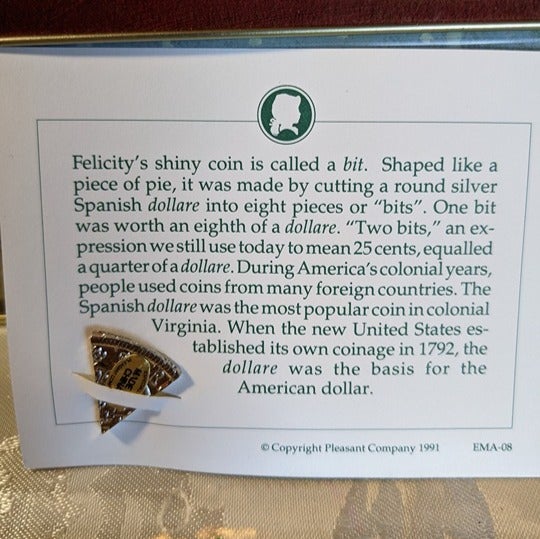 Felicity's shiny coin is called a bit. Shaped like a
piece of pie, it was made by cutting a round silver
Spanish dollare into eight pieces or "bits". One bit
was worth an eighth of a dollare. "Two bits," an ex-
pression we still use today to mean 25 cents, equalled
a quarter of a dollare. During America's colonial years,
people used coins from many foreign countries. The
Spanish dollare was the most popular coin in colonial
Virginia. When the new United States es-
tablished its own coinage in 1792, the
dollare was the basis for the
American dollar.
MADE
CHINA
© Copyright Pleasant Company 1991 EMA-08